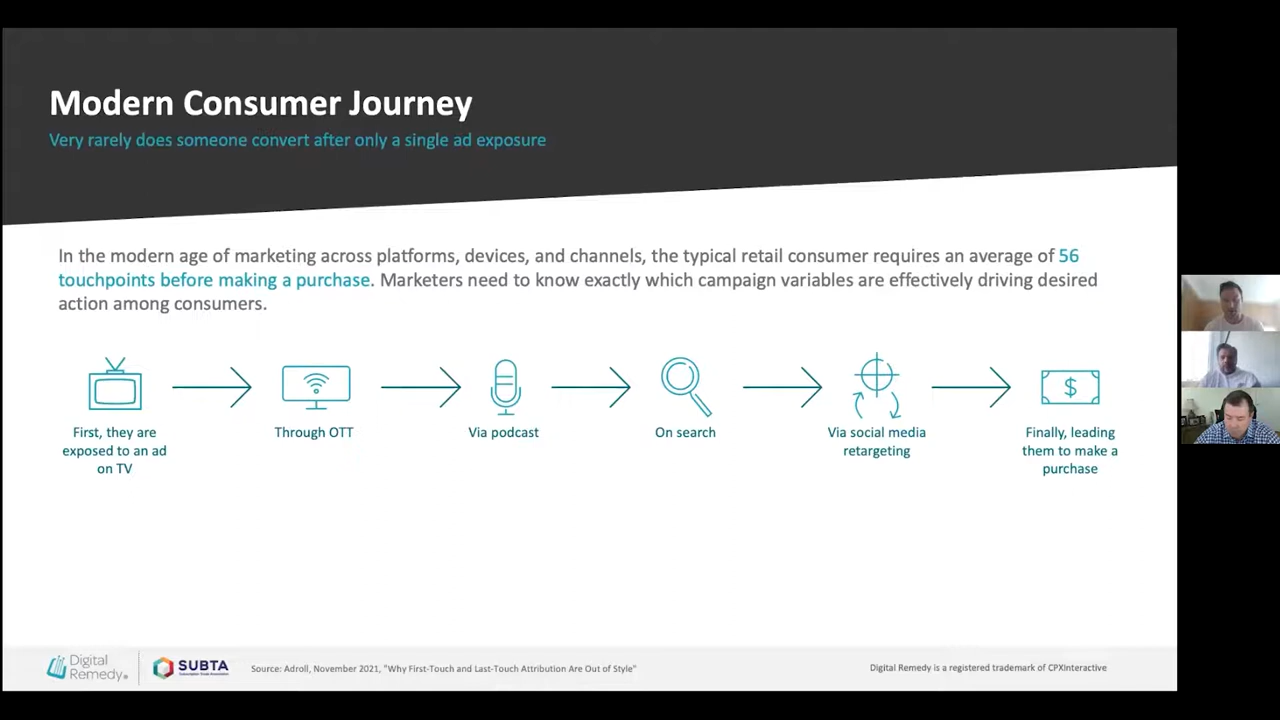 Modern Consumer Journey
Very rarely does someone convert after only a single ad exposure
In the modern age of marketing across platforms, devices, and channels, the typical retail consumer requires an average of 56
touchpoints before making a purchase. Marketers need to know exactly which campaign variables are effectively driving desired
action among consumers.
First, they are
exposed to an ad
on TV
Through OTT
Via podcast
On search
Via social media
retargeting
Finally, leading
them to make a
purchase
Digital
Remedy®
SUBTA
Source: Adroll, November 2021, "Why First-Touch and Last-Touch Attribution Are Out of Style"
Digital Remedy is a registered trademark of CPXInteractive